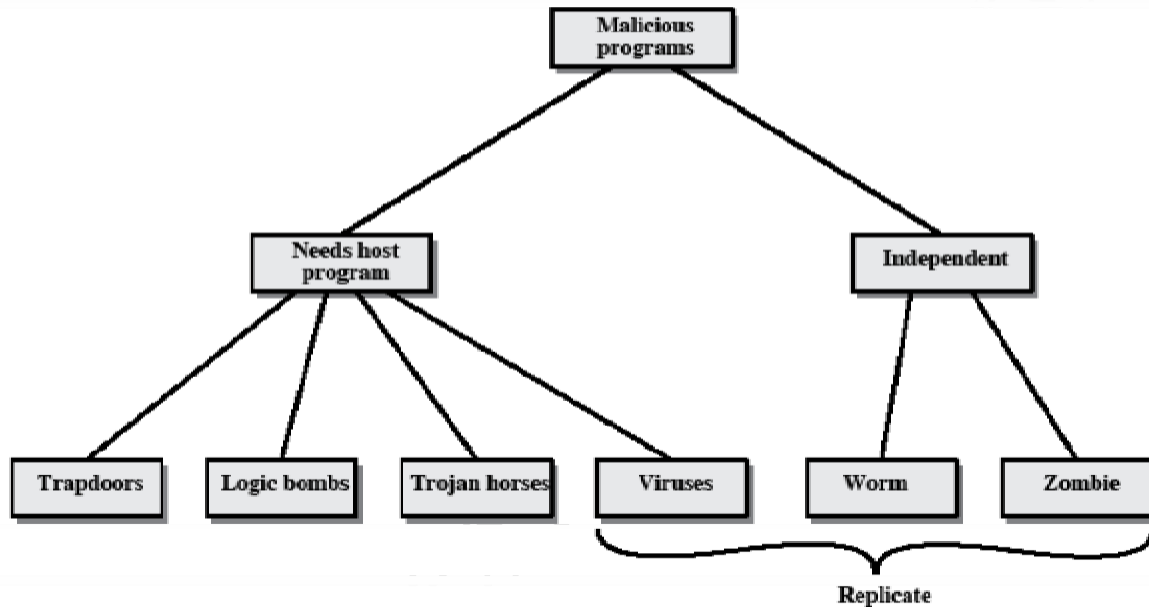 Malicious
programs
Needs host
program
Independent
Trapdoors
Logic bombs
Trojan horses
Viruses
Worm
Zombie
Replicate